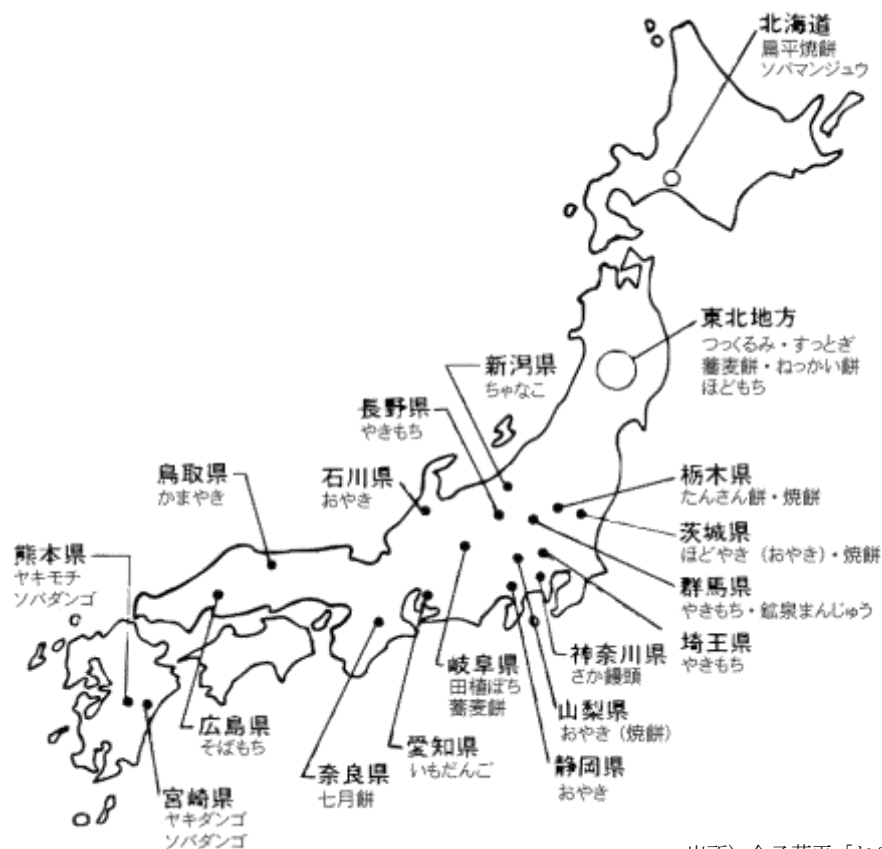 北海道
扁平焼餅
ソバマンジュウ
東北地方
つっくるみ・すっとぎ
蕎麦餅・ねっかい餅
ほどもち
新潟県
ちゃなこ
長野県
やきもち
鳥取県
かまやき
石川県
おやき
栃木県
たんさん餅・焼餅
茨城県
ほどやき（おやき）・焼餅
熊本県
ヤキモチ
ソバダンゴ
群馬県
やきもち・鉱泉まんじゅう
埼玉県
やきもち
神奈川県
さか饅頭
岐阜県
田植ぼち
蕎麦餅
山梨県
おやき（焼餅）
広島県
そばもち
愛知県
いもだんご
静岡県
おやき
奈良県
七月餅
宮崎県
ヤキダンゴ
ソバダンゴ